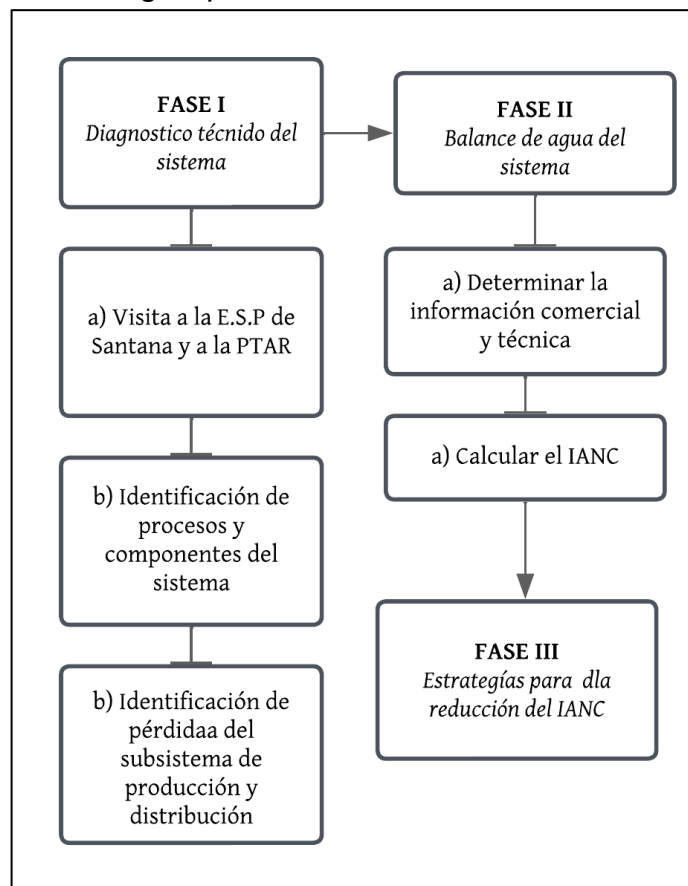 FASE I
Diagnostico técnido del
sistema
a) Visita a la E.S.P de
Santana y a la PTAR
b) Identificación de
procesos y
componentes del
sistema
b) Identificación de
pérdidaa del
subsistema de
producción y
distribución
FASE II
Balance de agua del
sistema
a) Determinar la
información comercial
y técnica
a) Calcular el IANC
FASE III
Estrategías para dla
reducción del IANC